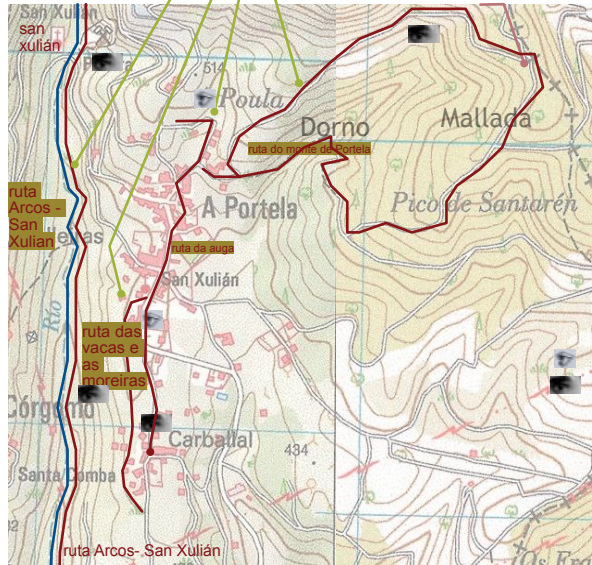 San Xulián
san
xulián
514
Poula
Dorno
Mallada
ruta do monte de Portela
ruta
Arcos -
San
Xulian
A Portela
Pico de Santarén
ruta da auga
San Xulián
Río
ruta das
vacas e
as
moreiras
Córgomo
Carballal
434
Santa Comba
ruta Arcos- San Xulián